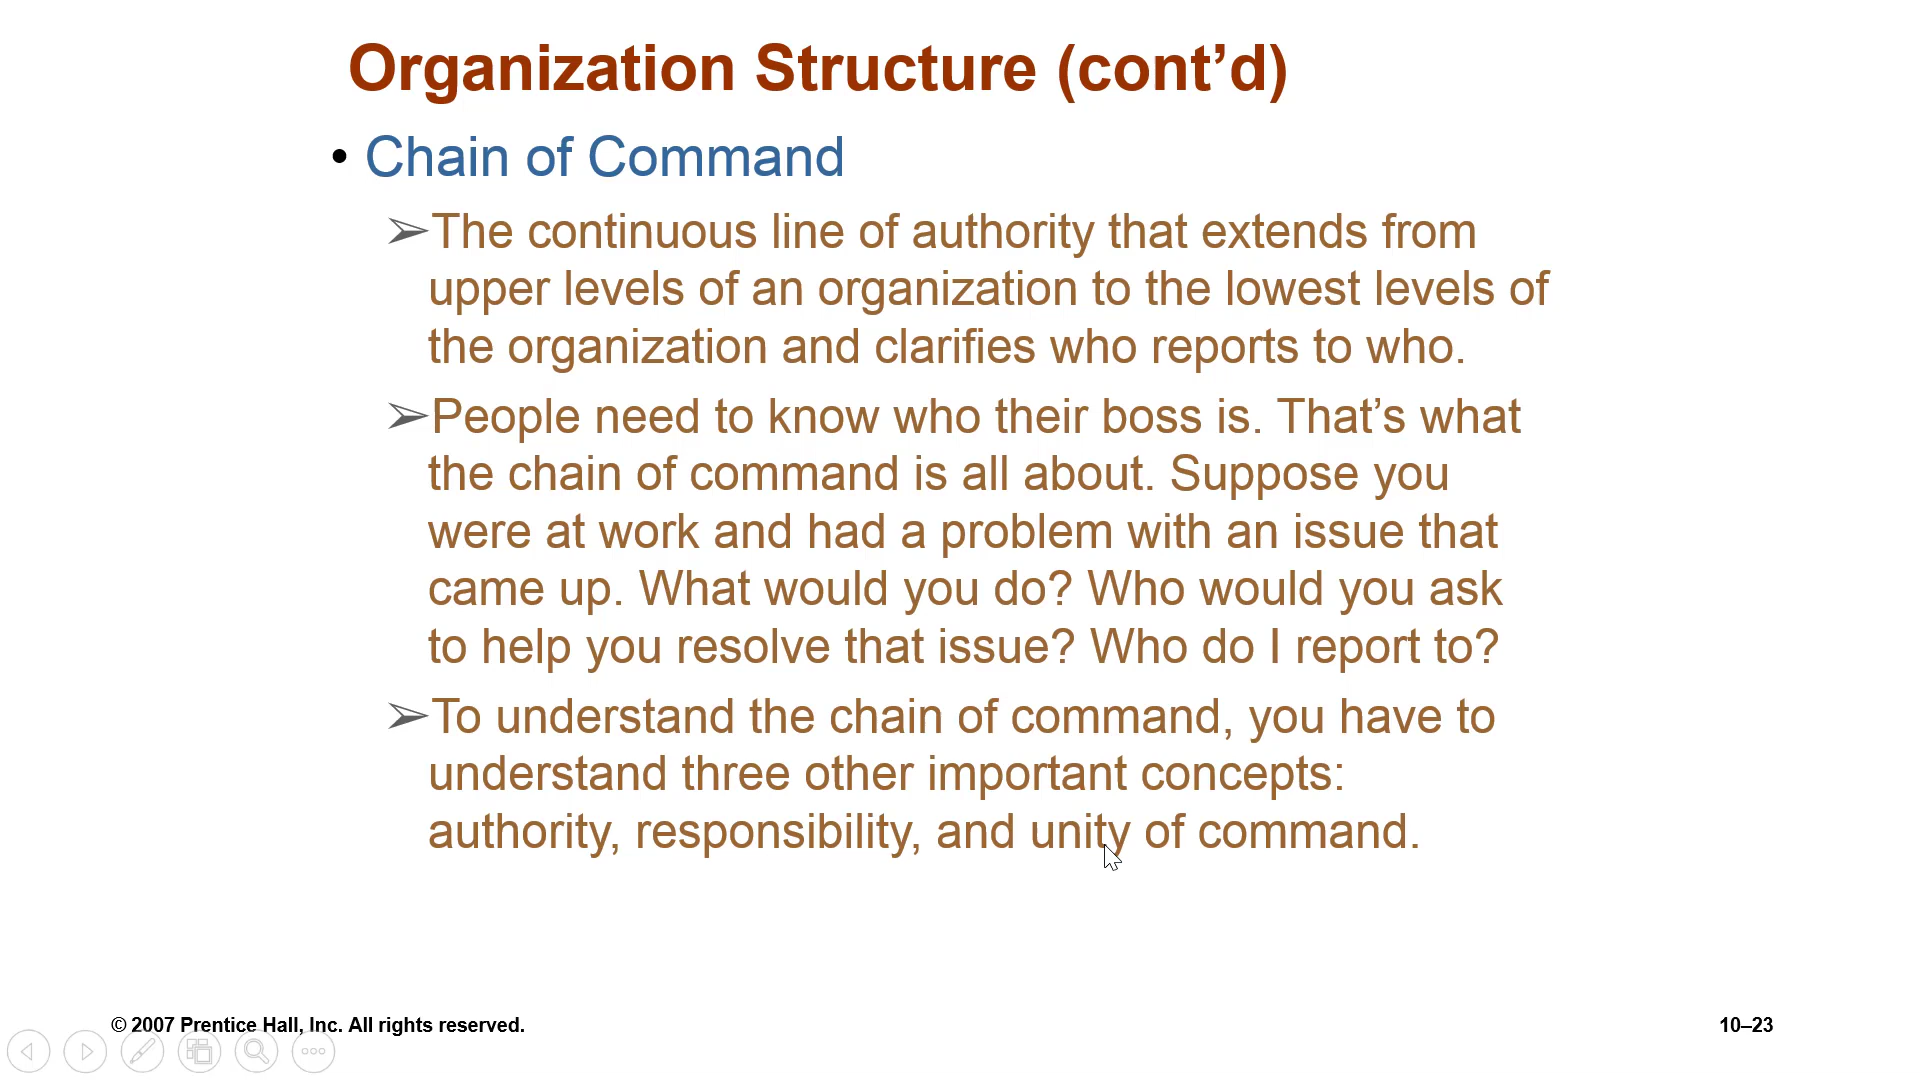 Organization Structure (cont’d)
• Chain of Command
➢The continuous line of authority that extends from
upper levels of an organization to the lowest levels of
the organization and clarifies who reports to who.
➢People need to know who their boss is. That’s what
the chain of command is all about. Suppose you
were at work and had a problem with an issue that
came up. What would you do? Who would you ask
to help you resolve that issue? Who do I report to?
➢To understand the chain of command, you have to
understand three other important concepts:
authority, responsibility, and unity of command.
© 2007 Prentice Hall, Inc. All rights reserved.
10–23